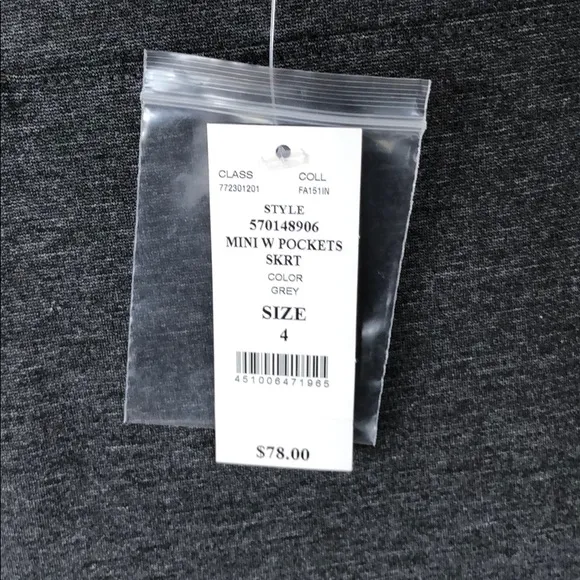 CLASS COLL
772301201 FA151IN
STYLE
570148906
MINI W POCKETS
SKRT
COLOR
GREY
SIZE
4
451006471965
$78.00